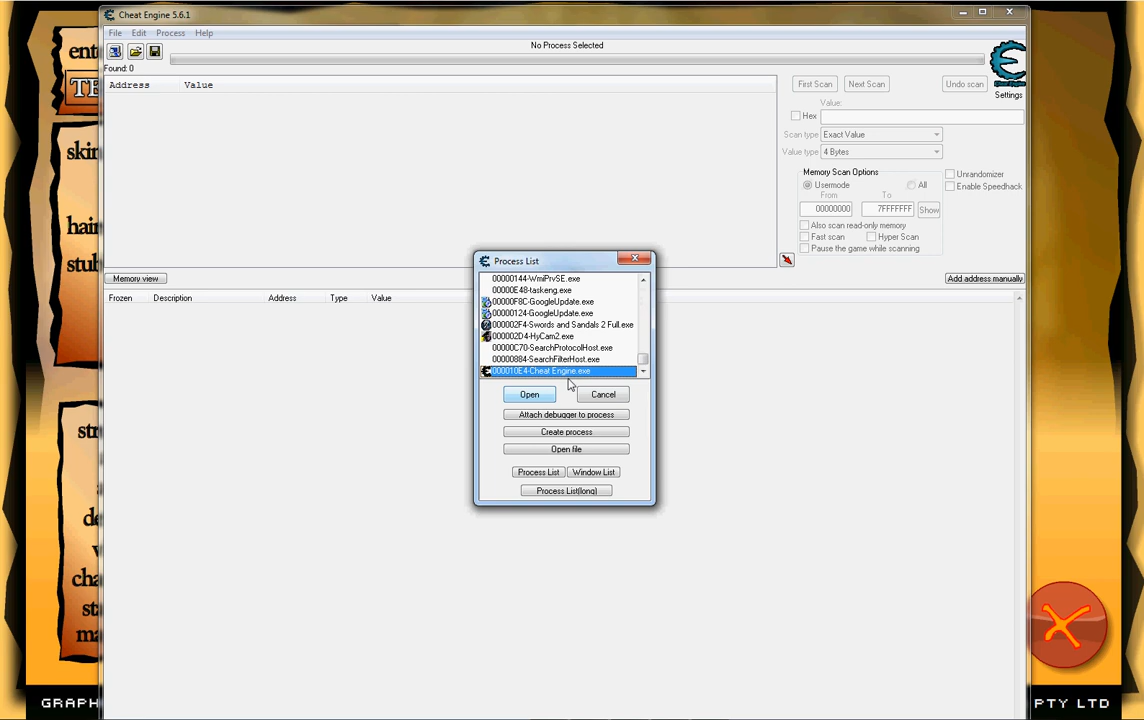 Cheat Engine 5.6.1
File Edit Process Help
No Process Selected
Found: 0
Address Value
First Scan Next Scan Undo scan
Settings
Value:
Hex
Scan type Exact Value
Value type 4 Bytes
Memory Scan Options
Unrandomizer
Usermode All
Enable Speedhack
From To
00000000 7FFFFFFF Show
Also scan read-only memory
Fast scan Hyper Scan
Pause the game while scanning
Memory view Add address manually
Frozen Description Address Type Value
Process List
00000144-WmiPrvSE.exe
00000E48-taskeng.exe
00000F8C-GoogleUpdate.exe
00000124-GoogleUpdate.exe
000002F4-Swords and Sandals 2 Full.exe
000002D4-HyCam2.exe
00000C70-SearchProtocolHost.exe
00000884-SearchFilterHost.exe
000010E4-Cheat Engine.exe
Open Cancel
Attach debugger to process
Create process
Open file
Process List Window List
Process List(long)
ente
TE
skin
hair
stub
str
a
de
v
cha
sta
ma
GRAPH
PTY LTD